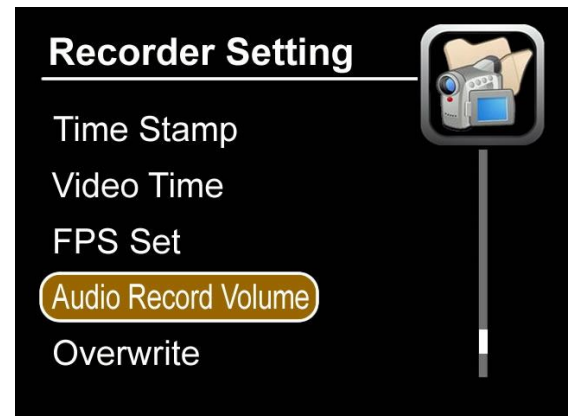 Recorder Setting
Time Stamp
Video Time
FPS Set
Audio Record Volume
Overwrite